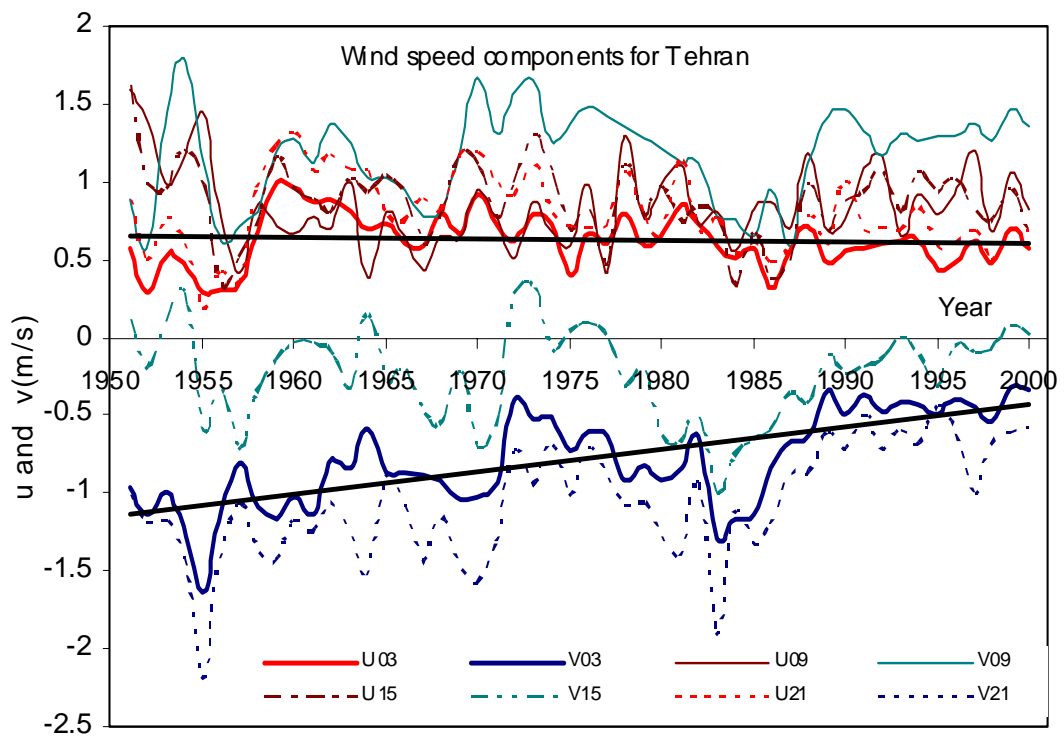 2
Wind speed components for Tehran
1.5
1
0.5
Year
0
1950 1955 1960 1965 1970 1975 1980 1985 1990 1995 2000
-0.5
-1
-1.5
-2
-2.5
u and v(m/s)
U03 V03 U09 V09
U15 V15 U21 V21